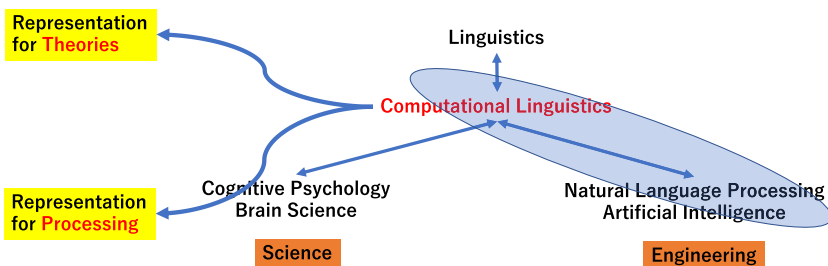 Representation
for Theories
Linguistics
Computational Linguistics
Cognitive Psychology
Brain Science
Natural Language Processing
Artificial Intelligence
Representation
for Processing
Science
Engineering